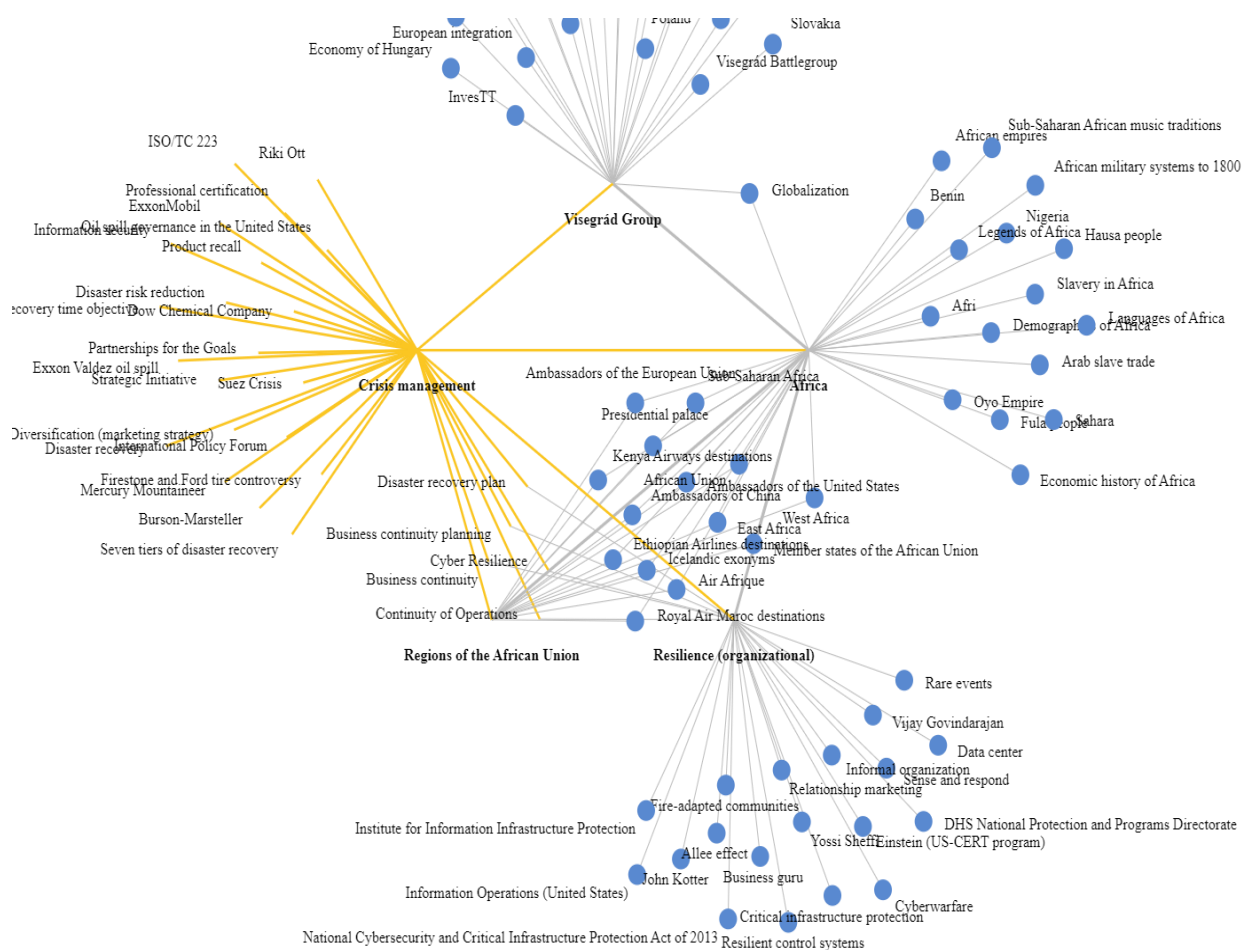 Slovakia
Poland
European integration
Economy of Hungary
Visegrád Battlegroup
InvesTT
Sub-Saharan African music traditions
African empires
ISO/TC 223
Riki Ott
African military systems to 1800
Professional certification
Globalization
Benin
ExxonMobil
Visegrád Group
Nigeria
Oil spill governance in the United States
Information security
Legends of Africa
Hausa people
Product recall
Slavery in Africa
Disaster risk reduction
Afri
ecovery time objective
Dow Chemical Company
Languages of Africa
Demographics of Africa
Partnerships for the Goals
Exxon Valdez oil spill
Arab slave trade
Ambassadors of the European Union
Sub-Saharan Africa
Strategic Initiative
Suez Crisis
Crisis management
Africa
Oyo Empire
Presidential palace
Sahara
Fula people
Diversification (marketing strategy)
International Policy Forum
Disaster recovery
Kenya Airways destinations
African Union
Firestone and Ford tire controversy
Disaster recovery plan
Economic history of Africa
Ambassadors of the United States
Mercury Mountaineer
Ambassadors of China
Burson-Marsteller
West Africa
East Africa
Business continuity planning
Ethiopian Airlines destinations
Seven tiers of disaster recovery
Member states of the African Union
Cyber Resilience
Icelandic exonyms
Business continuity
Air Afrique
Continuity of Operations
Royal Air Maroc destinations
Regions of the African Union
Resilience (organizational)
Rare events
Vijay Govindarajan
Data center
Informal organization
Sense and respond
Relationship marketing
Fire-adapted communities
Institute for Information Infrastructure Protection
DHS National Protection and Programs Directorate
Yossi Sheffi
Einstein (US-CERT program)
Allee effect
John Kotter
Business guru
Information Operations (United States)
Cyberwarfare
Critical infrastructure protection
National Cybersecurity and Critical Infrastructure Protection Act of 2013
Resilient control systems